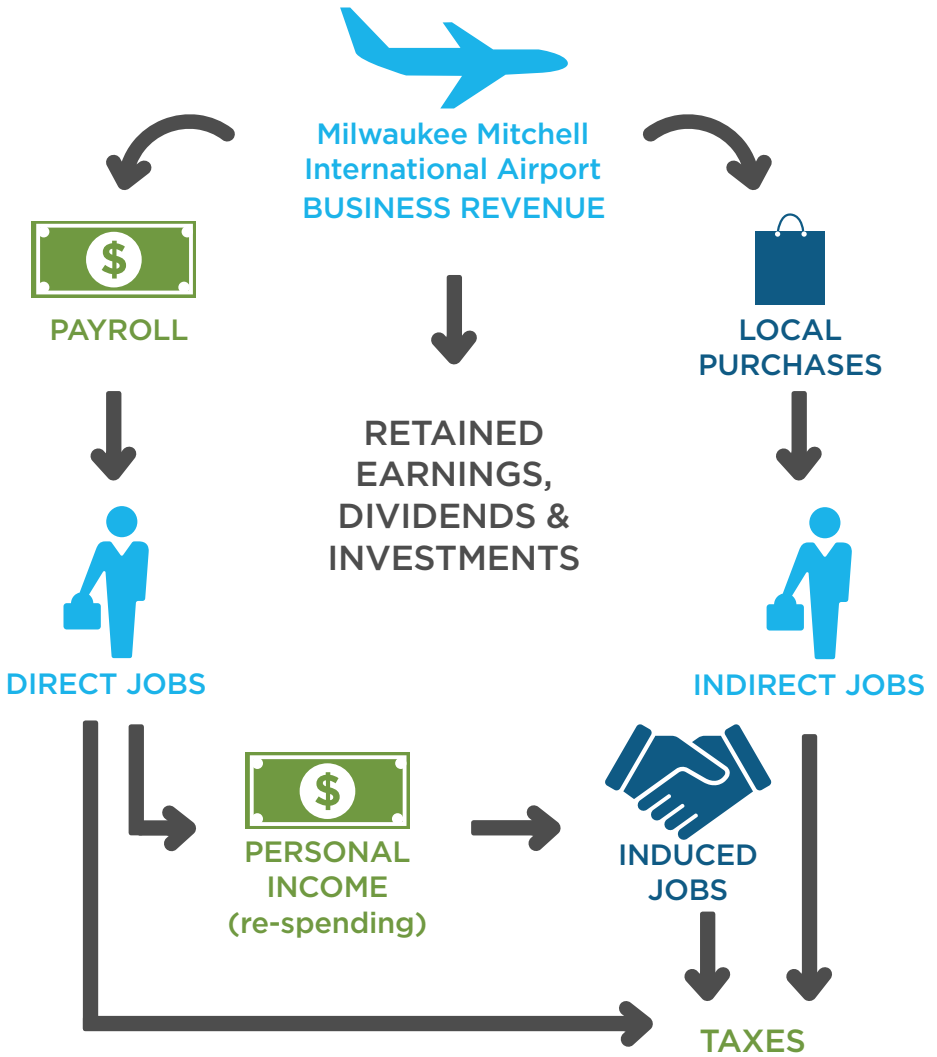 Milwaukee Mitchell
International Airport
BUSINESS REVENUE
$
PAYROLL
LOCAL
PURCHASES
RETAINED
EARNINGS,
DIVIDENDS &
INVESTMENTS
DIRECT JOBS
INDIRECT JOBS
$
PERSONAL
INCOME
(re-spending)
INDUCED
JOBS
TAXES